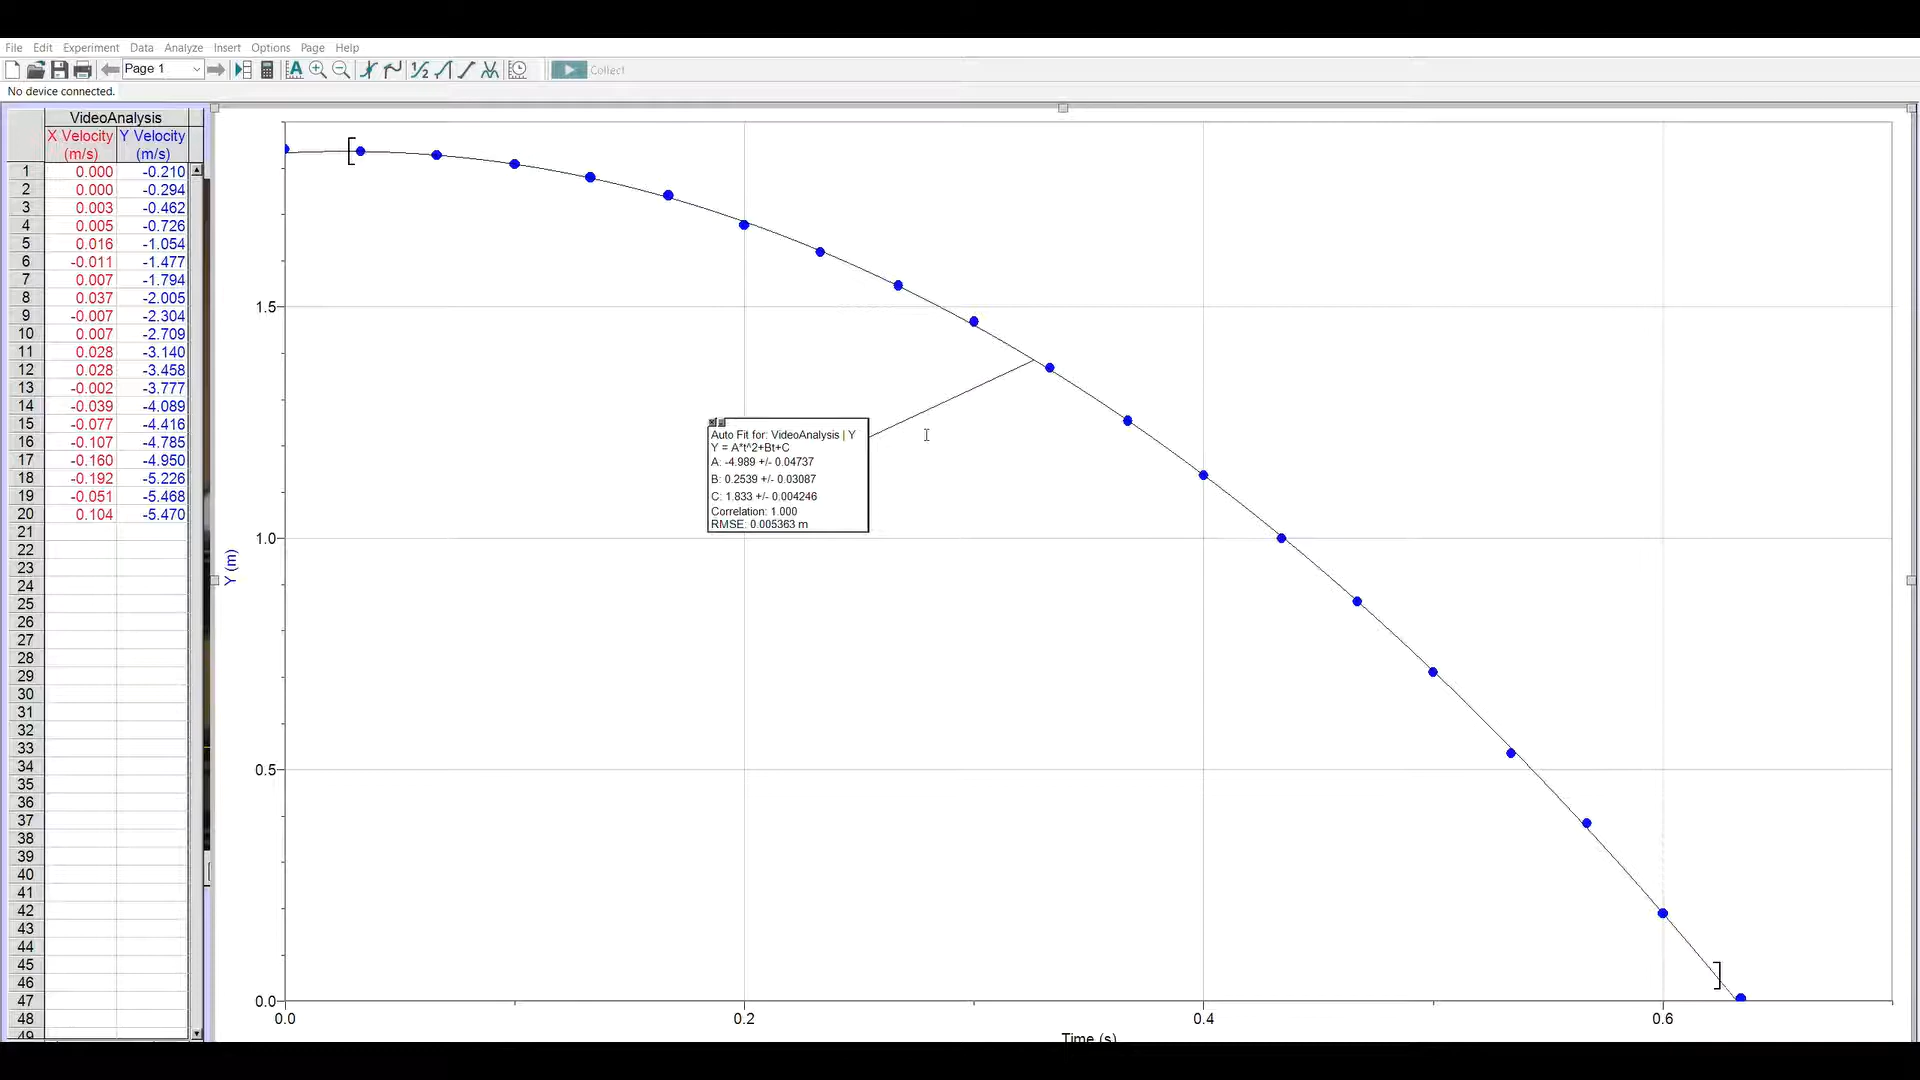 File Edit Experiment Data Analyze Insert Options Page Help
Page 1 Collect
No device connected.
VideoAnalysis
X Velocity Y Velocity
(m/s) (m/s)
1 0.000 -0.210
2 0.000 -0.294
3 0.003 -0.462
4 0.005 -0.726
5 0.016 -1.054
6 -0.011 -1.477
7 0.007 -1.794
8 0.037 -2.005
9 -0.007 -2.304
10 0.007 -2.709
11 0.028 -3.140
12 0.028 -3.458
13 -0.002 -3.777
14 -0.039 -4.089
15 -0.077 -4.416
16 -0.107 -4.785
17 -0.160 -4.950
18 -0.192 -5.226
19 -0.051 -5.468
20 0.104 -5.470
21
22
23
24
25
26
27
28
29
30
31
32
33
34
35
36
37
38
39
40
41
42
43
44
45
46
47
48
49
Y (m)
1.5
1.0
0.5
0.0
Auto Fit for: VideoAnalysis | Y
Y = A*t^2+Bt+C
A: -4.989 +/- 0.04737
B: 0.2539 +/- 0.03087
C: 1.833 +/- 0.004246
Correlation: 1.000
RMSE: 0.005363 m
0.0 0.2 0.4 0.6
Time (s)